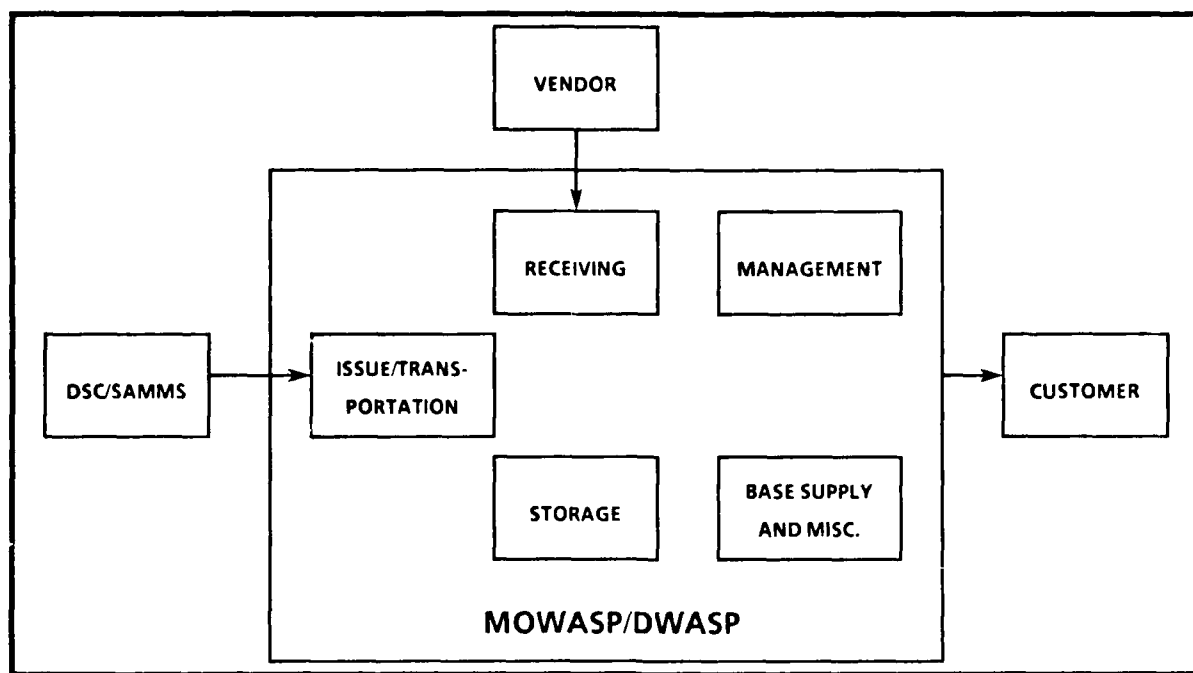 VENDOR
RECEIVING
MANAGEMENT
DSC/SAMMS
ISSUE/TRANS-
PORTATION
CUSTOMER
STORAGE
BASE SUPPLY
AND MISC.
MOWASP/DWASP